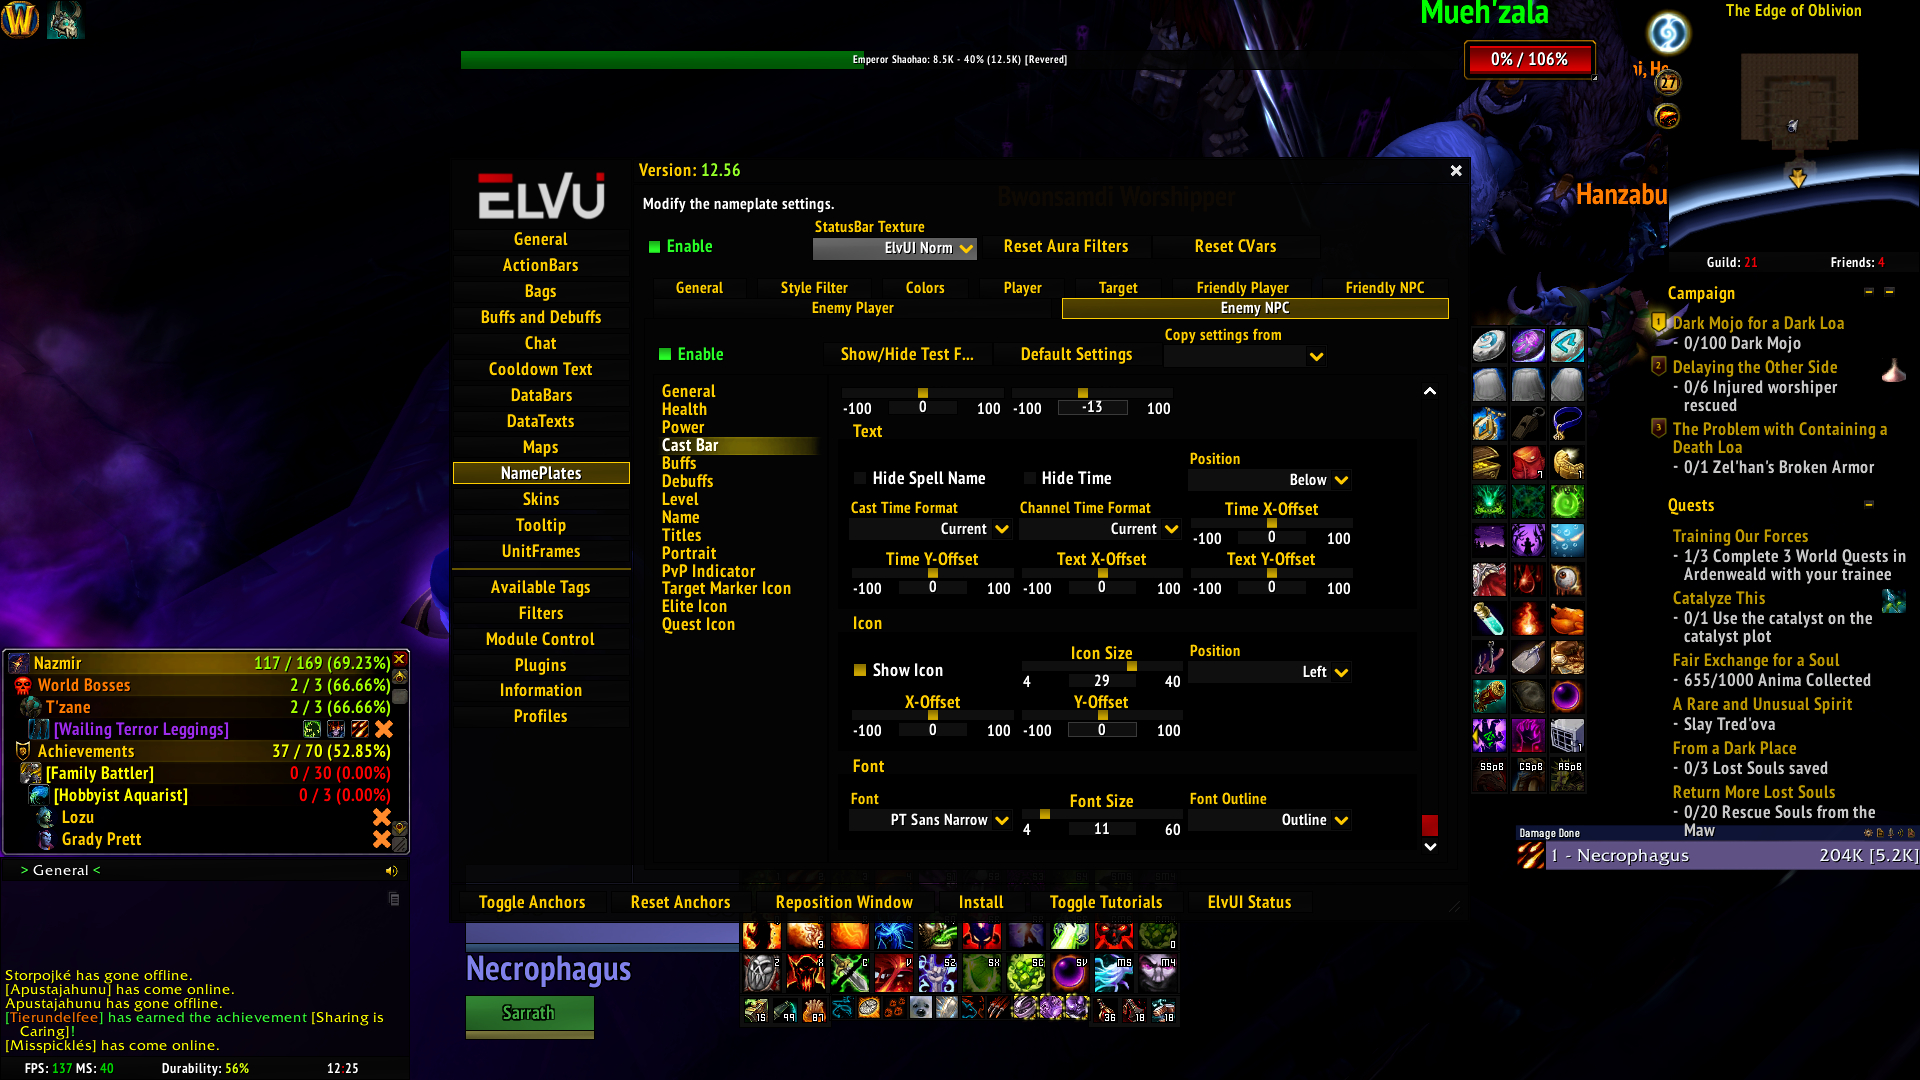 Mueh'zala
The Edge of Oblivion
Emperor Shaohao: 8.5K - 40% (12.5K) [Revered]
0% / 106%
27
Hanzabu
Guild: 21
Friends: 4
ELVUI
Version: 12.56
Modify the nameplate settings.
Bwonsamdi Worshipper
Enable
StatusBar Texture
ElvUI Norm
Reset Aura Filters
Reset CVars
General
Style Filter
Colors
Player
Target
Friendly Player
Friendly NPC
Enemy Player
Enemy NPC
Enable
Show/Hide Test F...
Default Settings
Copy settings from
General
ActionBars
Bags
Buffs and Debuffs
Chat
Cooldown Text
DataBars
DataTexts
Maps
NamePlates
Skins
Tooltip
UnitFrames
Available Tags
Filters
Module Control
Plugins
Information
Profiles
General
Health
Power
Cast Bar
Buffs
Debuffs
Level
Name
Titles
Portrait
PvP Indicator
Target Marker Icon
Elite Icon
Quest Icon
-100 0 100 -100 -13 100
Text
Hide Spell Name
Hide Time
Position
Below
Cast Time Format
Current
Channel Time Format
Current
Time X-Offset
-100 0 100
Time Y-Offset
-100 0 100
Text X-Offset
-100 0 100
Text Y-Offset
-100 0 100
Icon
Show Icon
Icon Size
4 29 40
Position
Left
X-Offset
-100 0 100
Y-Offset
-100 0 100
Font
Font
PT Sans Narrow
Font Size
4 11 60
Font Outline
Outline
Toggle Anchors
Reset Anchors
Reposition Window
Install
Toggle Tutorials
ElvUI Status
Campaign
1 Dark Mojo for a Dark Loa
- 0/100 Dark Mojo
2 Delaying the Other Side
- 0/6 Injured worshiper
rescued
3 The Problem with Containing a
Death Loa
- 0/1 Zel'han's Broken Armor
Quests
Training Our Forces
- 1/3 Complete 3 World Quests in
Ardenweald with your trainee
Catalyze This
- 0/1 Use the catalyst on the
catalyst plot
Fair Exchange for a Soul
- 655/1000 Anima Collected
A Rare and Unusual Spirit
- Slay Tred'ova
From a Dark Place
- 0/3 Lost Souls saved
Return More Lost Souls
- 0/20 Rescue Souls from the
Maw
Damage Done
1 - Necrophagus 204K [5.2K]
Nazmir 117 / 169 (69.23%)
World Bosses 2 / 3 (66.66%)
T'zane 2 / 3 (66.66%)
[Wailing Terror Leggings]
Achievements 37 / 70 (52.85%)
[Family Battler] 0 / 30 (0.00%)
[Hobbyist Aquarist] 0 / 3 (0.00%)
Lozu
Grady Prett
> General <
Storpojké has gone offline.
[Apustajahunu] has come online.
Apustajahunu has gone offline.
[Tierundelfee] has earned the achievement [Sharing is
Caring]!
[Misspicklés] has come online.
FPS: 137 MS: 40
Durability: 56%
12:25
Necrophagus
Sarrath